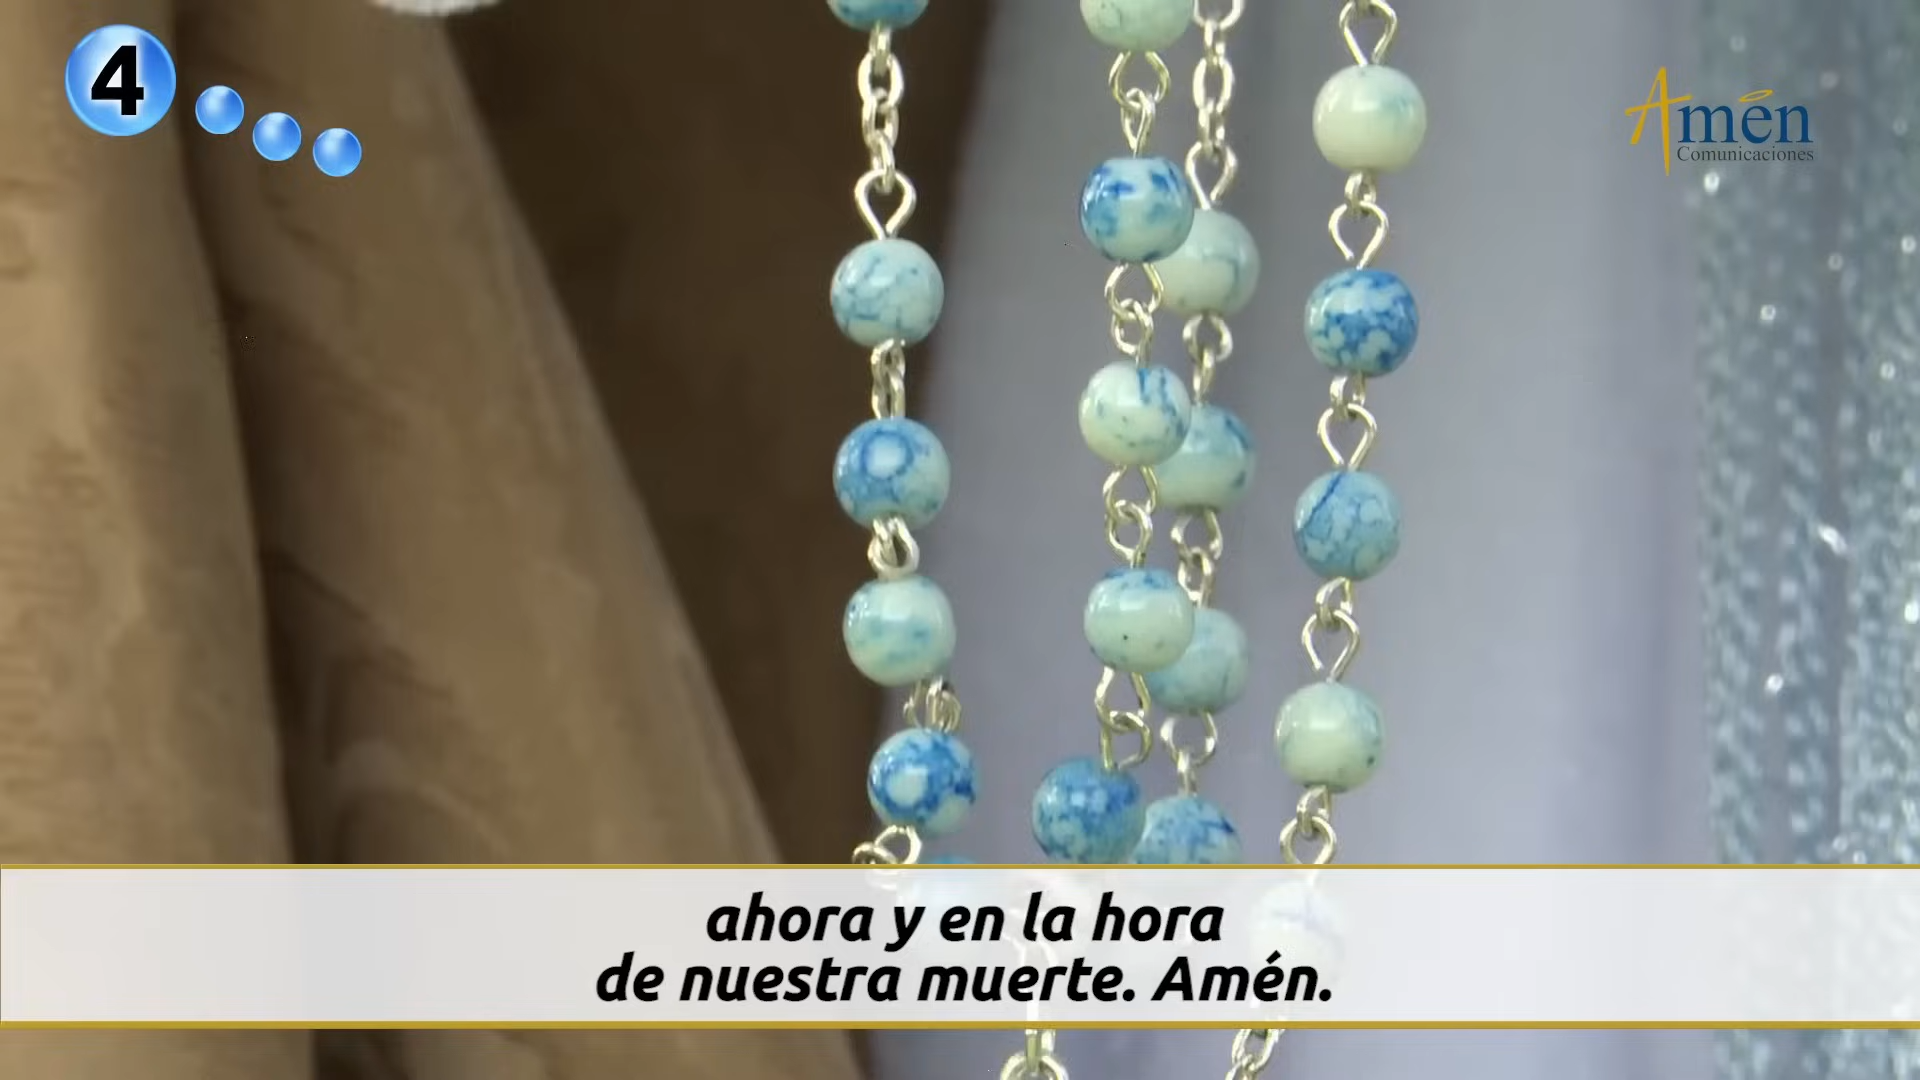 4
Amén
Comunicaciones
ahora y en la hora
de nuestra muerte. Amén.